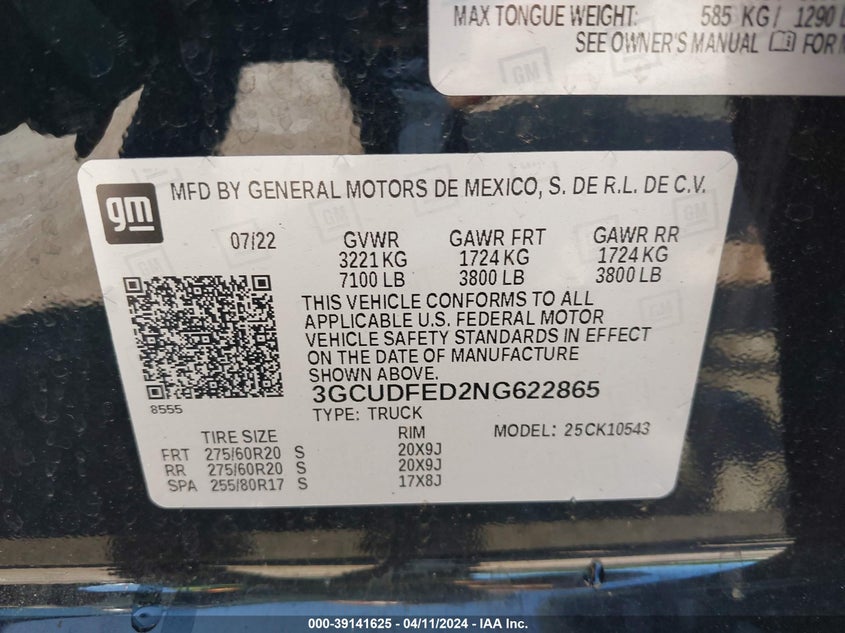 MAX TONGUE WEIGHT: 585 KG/ 1290
SEE OWNER'S MANUAL FOR
GM
gm
MFD BY GENERAL MOTORS DE MEXICO, S. DE R.L. DE C.V.
07/22 GVWR GAWR FRT GAWR RR
3221 KG 1724 KG 1724 KG
7100 LB 3800 LB 3800 LB
THIS VEHICLE CONFORMS TO ALL
APPLICABLE U.S. FEDERAL MOTOR
VEHICLE SAFETY STANDARDS IN EFFECT
ON THE DATE OF MANUFACTURE
SHOWN ABOVE.
3GCUDFED2NG622865
8555
TYPE: TRUCK
TIRE SIZE RIM MODEL: 25CK10543
FRT 275/60R20 S 20X9J
RR 275/60R20 S 20X9J
SPA 255/80R17 S 17X8J
000-39141625 - 04/11/2024 - IAA Inc.